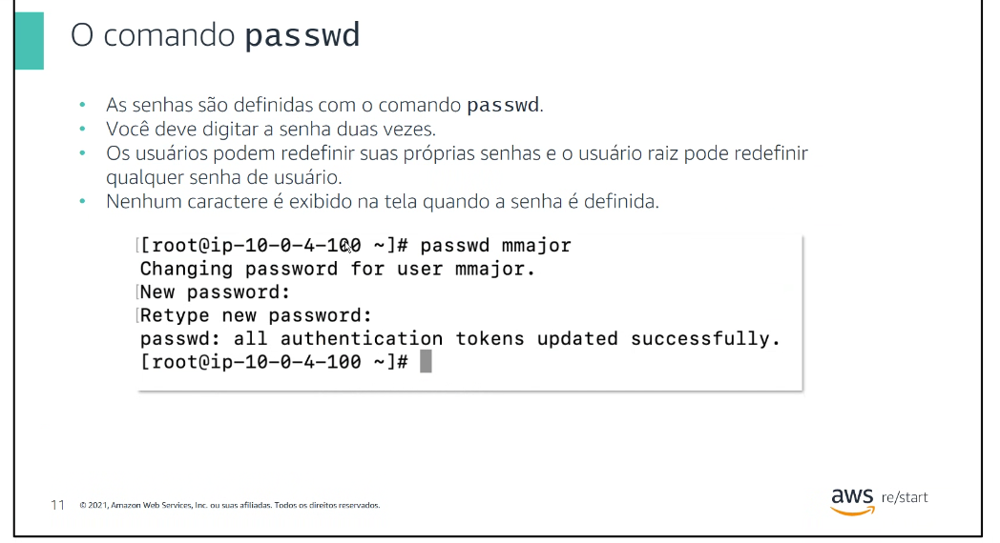 O comando passwd
• As senhas são definidas com o comando passwd.
• Você deve digitar a senha duas vezes.
• Os usuários podem redefinir suas próprias senhas e o usuário raiz pode redefinir
qualquer senha de usuário.
• Nenhum caractere é exibido na tela quando a senha é definida.
[root@ip-10-0-4-100 ~]# passwd mmajor
Changing password for user mmajor.
New password:
Retype new password:
passwd: all authentication tokens updated successfully.
[root@ip-10-0-4-100 ~]#
11 © 2021, Amazon Web Services, Inc. ou suas afiliadas. Todos os direitos reservados.
aws re/start